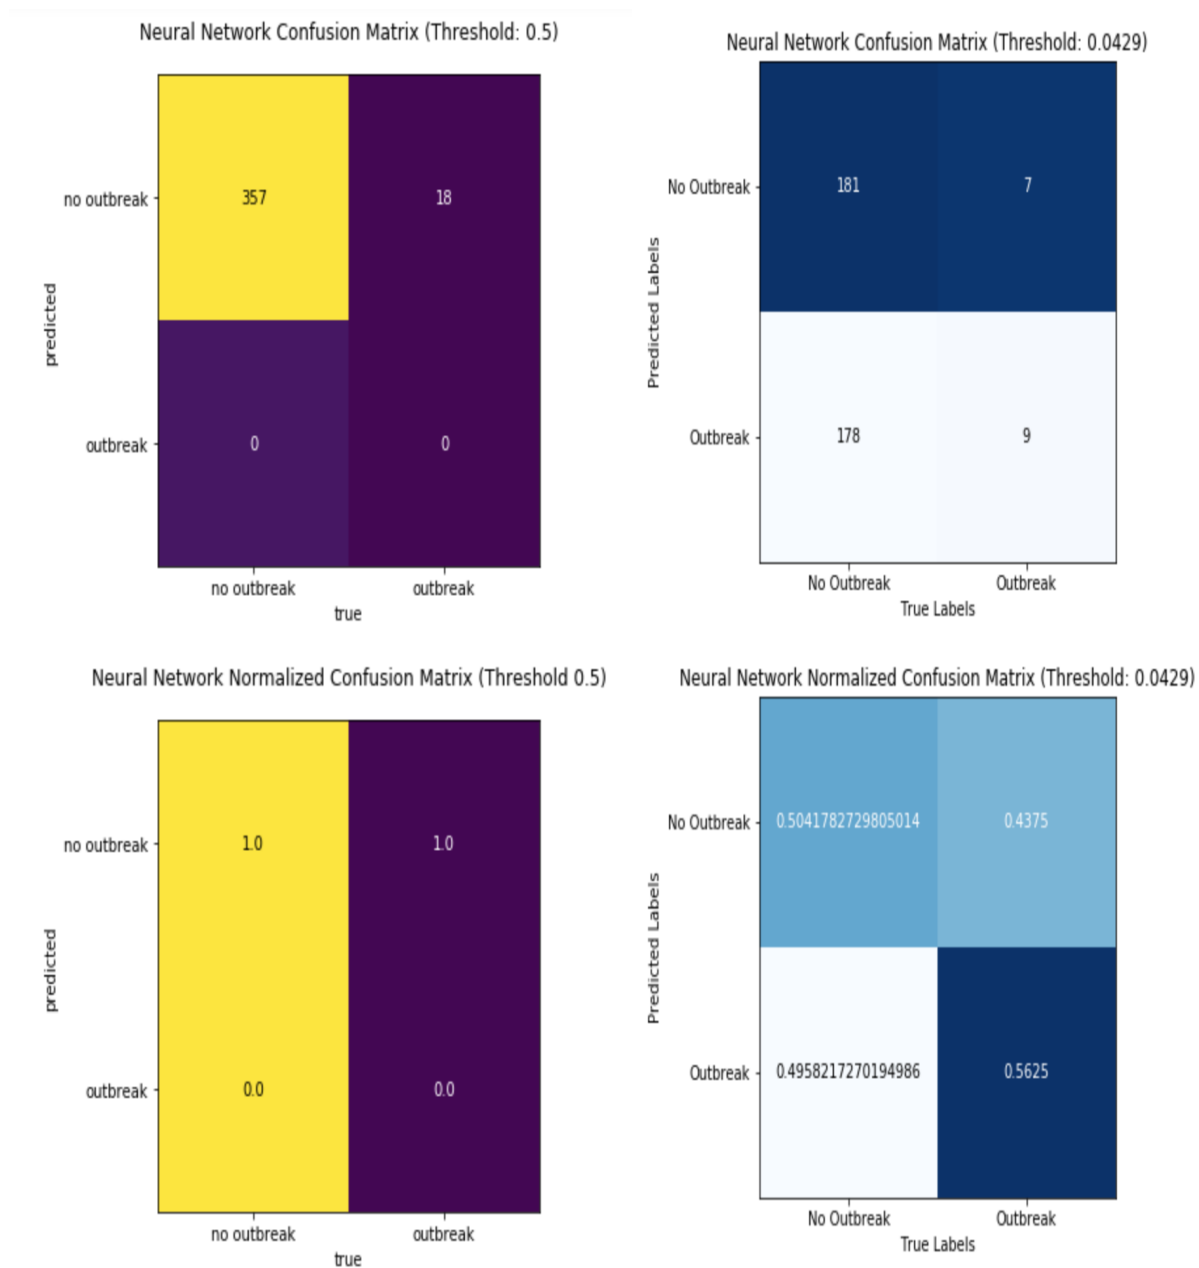 Neural Network Confusion Matrix (Threshold: 0.5)
no outbreak
357
18
predicted
outbreak
0
0
no outbreak
outbreak
true
Neural Network Confusion Matrix (Threshold: 0.0429)
No Outbreak
181
7
Predicted Labels
Outbreak
178
9
No Outbreak
Outbreak
True Labels
Neural Network Normalized Confusion Matrix (Threshold 0.5)
no outbreak
1.0
1.0
predicted
outbreak
0.0
0.0
no outbreak
outbreak
true
Neural Network Normalized Confusion Matrix (Threshold: 0.0429)
No Outbreak
0.5041782729805014
0.4375
Predicted Labels
Outbreak
0.4958217270194986
0.5625
No Outbreak
Outbreak
True Labels